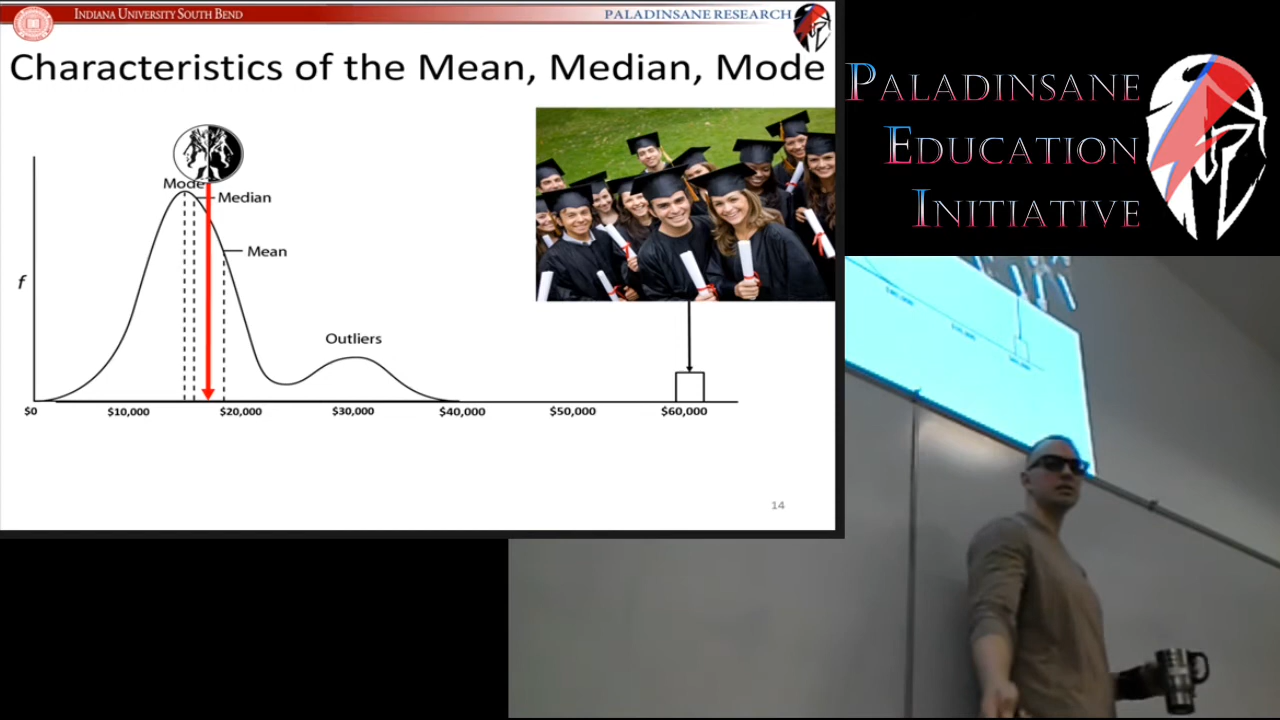 INDIANA UNIVERSITY SOUTH BEND
PALADINSANE RESEARCH
Characteristics of the Mean, Median, Mode
Mode
Median
Mean
f
Outliers
$0 $10,000 $20,000 $30,000 $40,000 $50,000 $60,000
14
PALADINSANE
EDUCATION
INITIATIVE